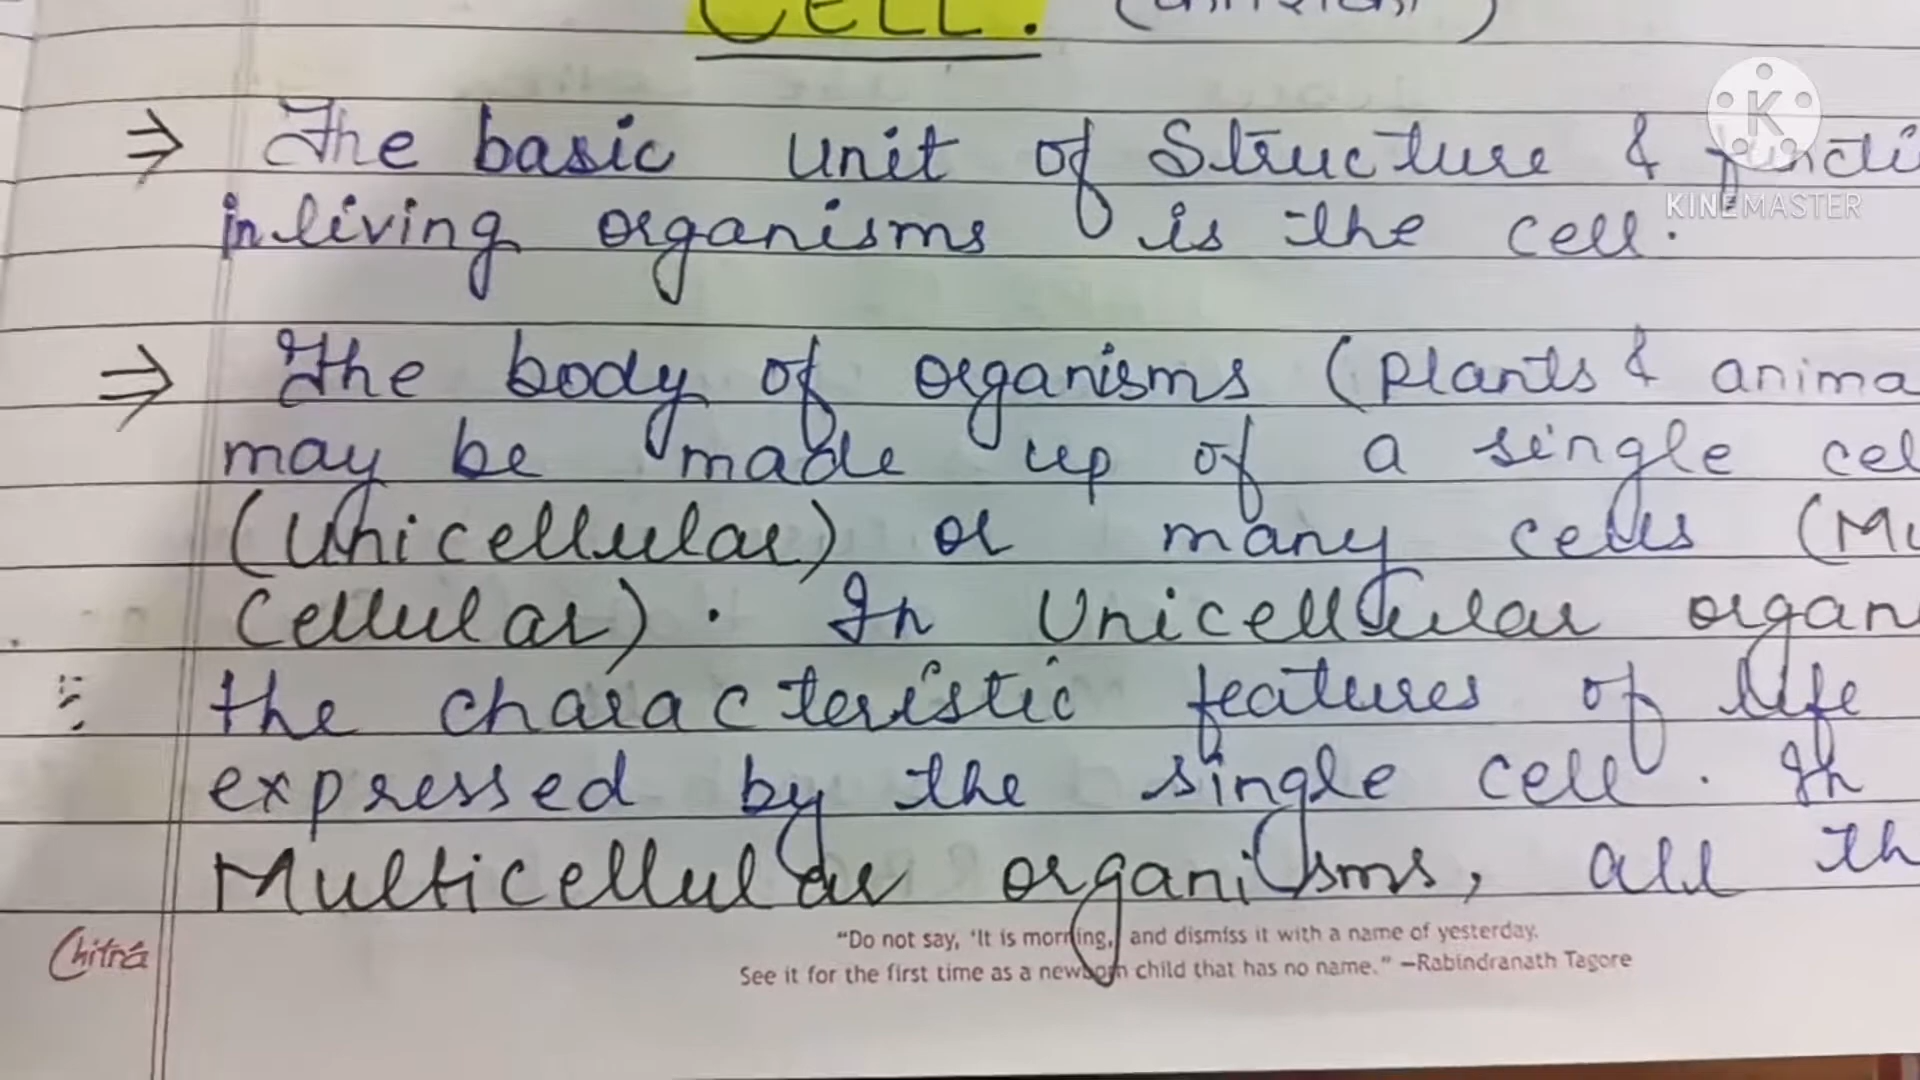 CELL. (कोशिका)
⇒ The basic unit of Structure & functi
in living organisms is the cell.
⇒ The body of organisms (Plants & anima
may be made up of a single cel
(Unicellular) or many cells (Mu
Cellular). In Unicellular organ
the characteristic features of life
expressed by the single cell. In
Multicellular organisms, all th
Chitra
"Do not say, 'It is morning,' and dismiss it with a name of yesterday.
See it for the first time as a newborn child that has no name." —Rabindranath Tagore
K
KINEMASTER